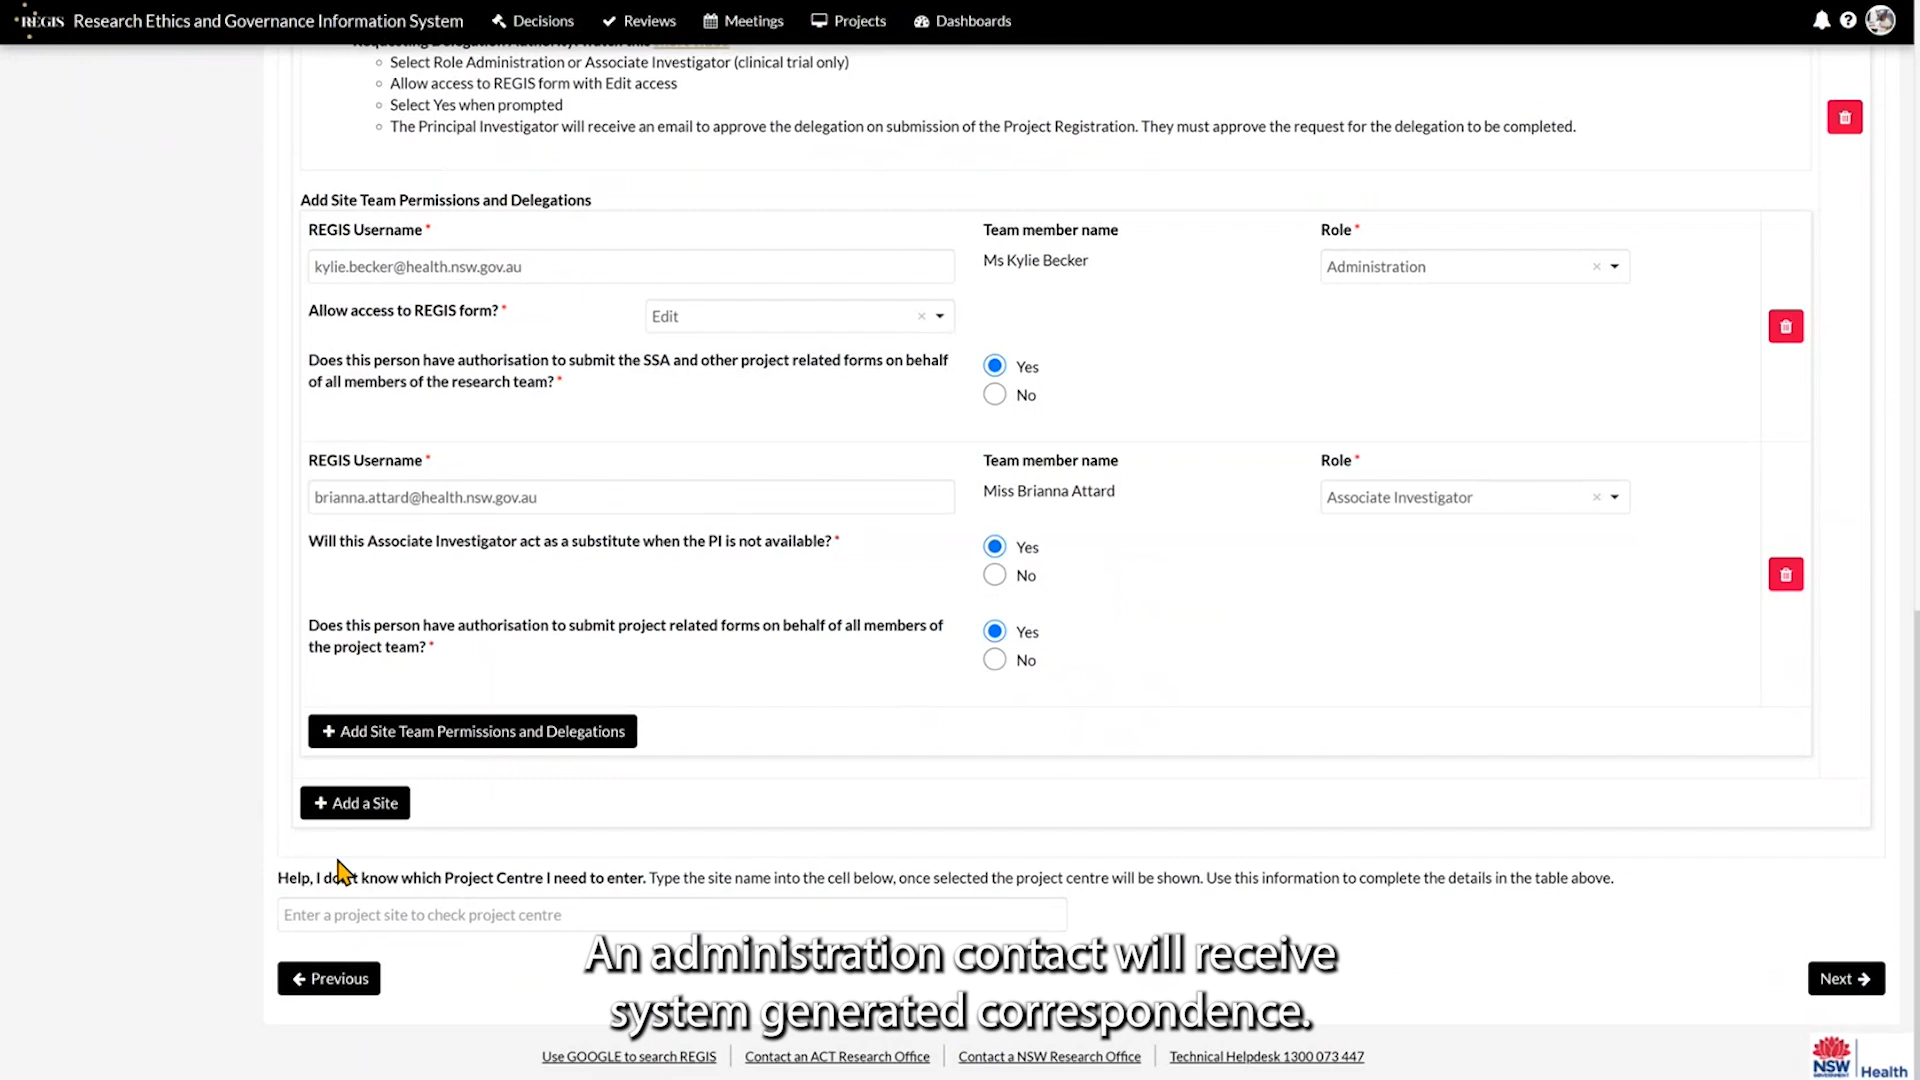 REGIS Research Ethics and Governance Information System Decisions Reviews Meetings Projects Dashboards
Select Role Administration or Associate Investigator (clinical trial only)
Allow access to REGIS form with Edit access
Select Yes when prompted
The Principal Investigator will receive an email to approve the delegation on submission of the Project Registration. They must approve the request for the delegation to be completed.
Add Site Team Permissions and Delegations
REGIS Username * Team member name Role *
kylie.becker@health.nsw.gov.au Ms Kylie Becker Administration
Allow access to REGIS form? * Edit
Does this person have authorisation to submit the SSA and other project related forms on behalf
of all members of the research team? *
Yes
No
REGIS Username * Team member name Role *
brianna.attard@health.nsw.gov.au Miss Brianna Attard Associate Investigator
Will this Associate Investigator act as a substitute when the PI is not available? *
Yes
No
Does this person have authorisation to submit project related forms on behalf of all members of
the project team? *
Yes
No
+ Add Site Team Permissions and Delegations
+ Add a Site
Help, I don't know which Project Centre I need to enter. Type the site name into the cell below, once selected the project centre will be shown. Use this information to complete the details in the table above.
Enter a project site to check project centre
An administration contact will receive
system generated correspondence.
Previous
Next
Use GOOGLE to search REGIS Contact an ACT Research Office Contact a NSW Research Office Technical Helpdesk 1300 073 447
NSW Health